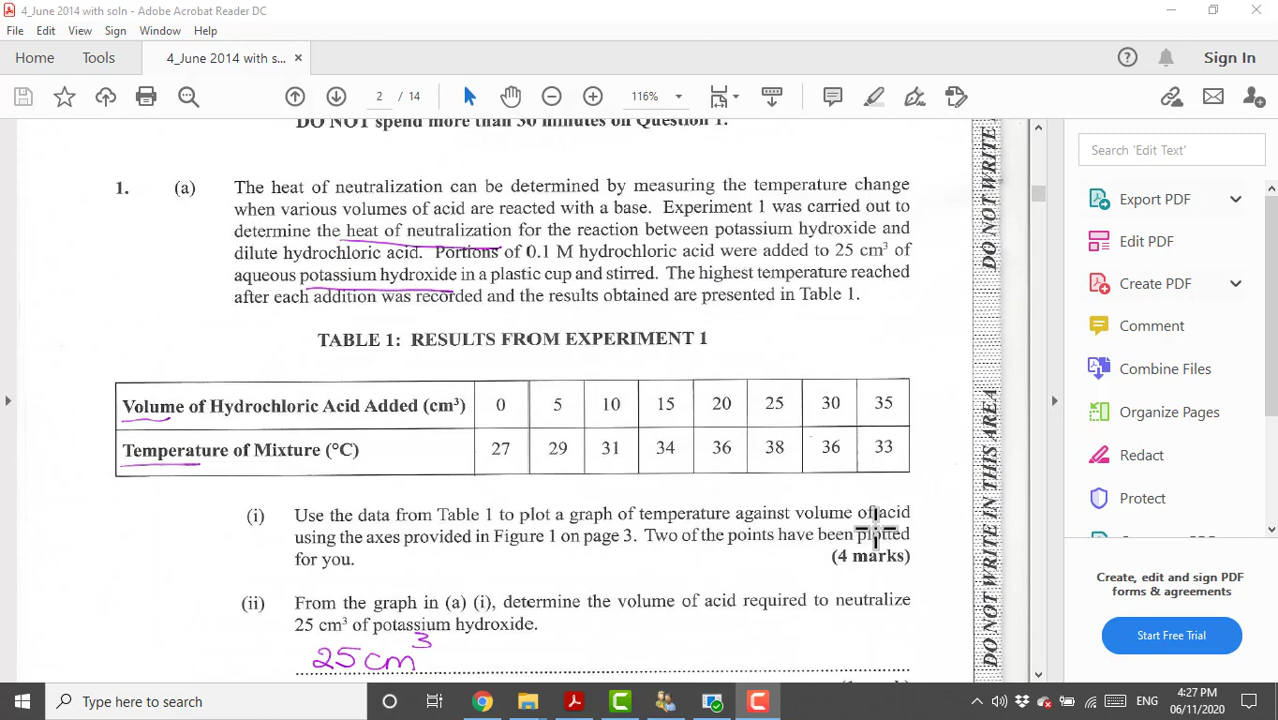 4_June 2014 with soln - Adobe Acrobat Reader DC
File Edit View Sign Window Help
Home Tools 4_June 2014 with s... × Sign In
2 / 14 116%
DO NOT spend more than 30 minutes on Question 1.
1. (a) The heat of neutralization can be determined by measuring the temperature change
when various volumes of acid are reacted with a base. Experiment 1 was carried out to
determine the heat of neutralization for the reaction between potassium hydroxide and
dilute hydrochloric acid. Portions of 0.1 M hydrochloric acid were added to 25 cm³ of
aqueous potassium hydroxide in a plastic cup and stirred. The highest temperature reached
after each addition was recorded and the results obtained are presented in Table 1.
TABLE 1: RESULTS FROM EXPERIMENT 1
Volume of Hydrochloric Acid Added (cm³) 0 5 10 15 20 25 30 35
Temperature of Mixture (°C) 27 29 31 34 36 38 36 33
(i) Use the data from Table 1 to plot a graph of temperature against volume of acid
using the axes provided in Figure 1 on page 3. Two of the points have been plotted
for you. (4 marks)
(ii) From the graph in (a) (i), determine the volume of acid required to neutralize
25 cm³ of potassium hydroxide.
25 cm³
DO NOT WRITE
DO NOT WRITE IN THIS AREA
Search 'Edit Text'
Export PDF
Edit PDF
Create PDF
Comment
Combine Files
Organize Pages
Redact
Protect
Create, edit and sign PDF
forms & agreements
Start Free Trial
Type here to search
ENG
4:27 PM
06/11/2020